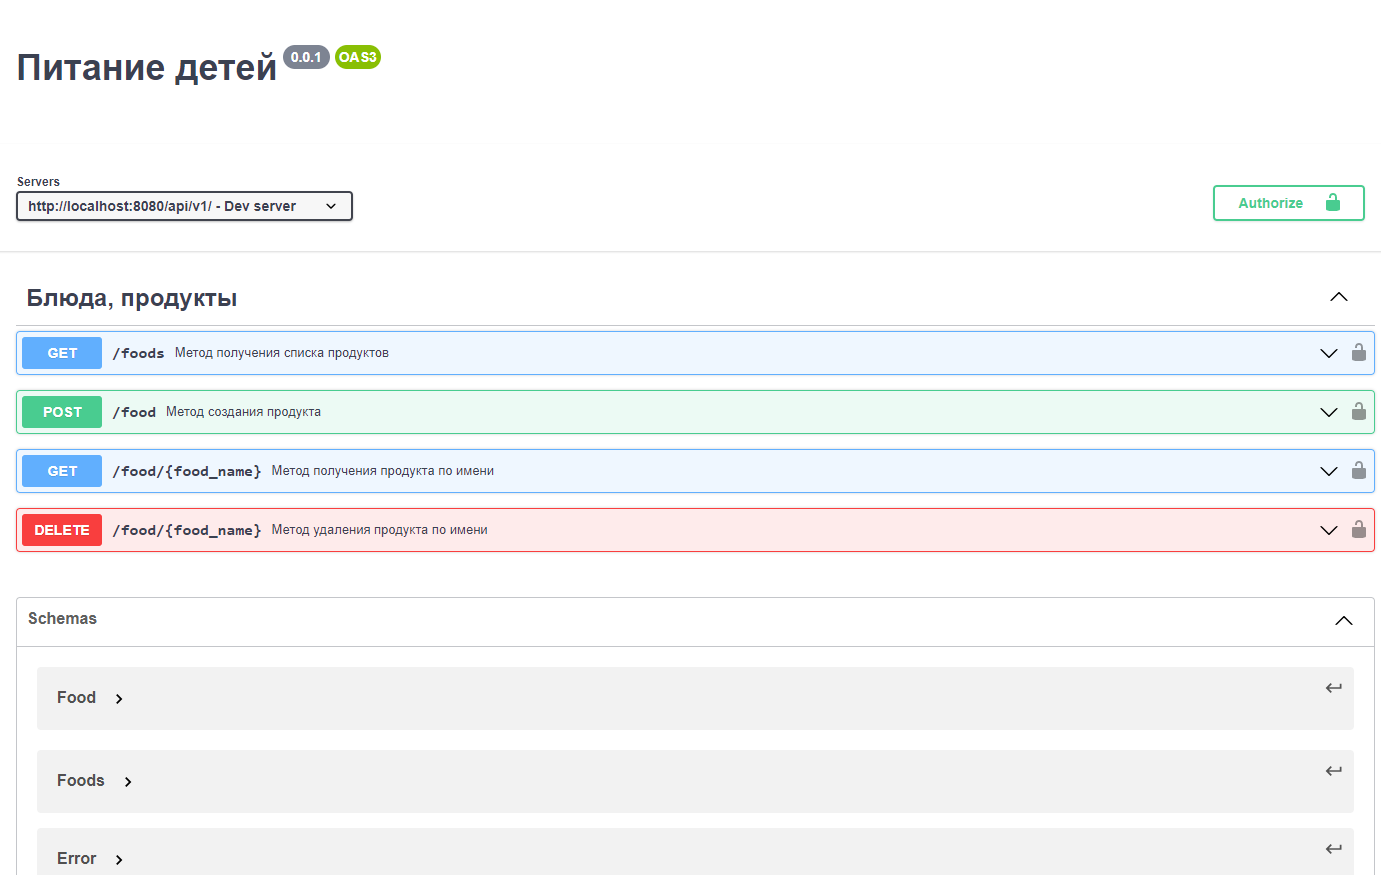 Питание детей 0.0.1 OAS3
Servers
http://localhost:8080/api/v1/ - Dev server
Authorize
Блюда, продукты
GET /foods Метод получения списка продуктов
POST /food Метод создания продукта
GET /food/{food_name} Метод получения продукта по имени
DELETE /food/{food_name} Метод удаления продукта по имени
Schemas
Food
Foods
Error